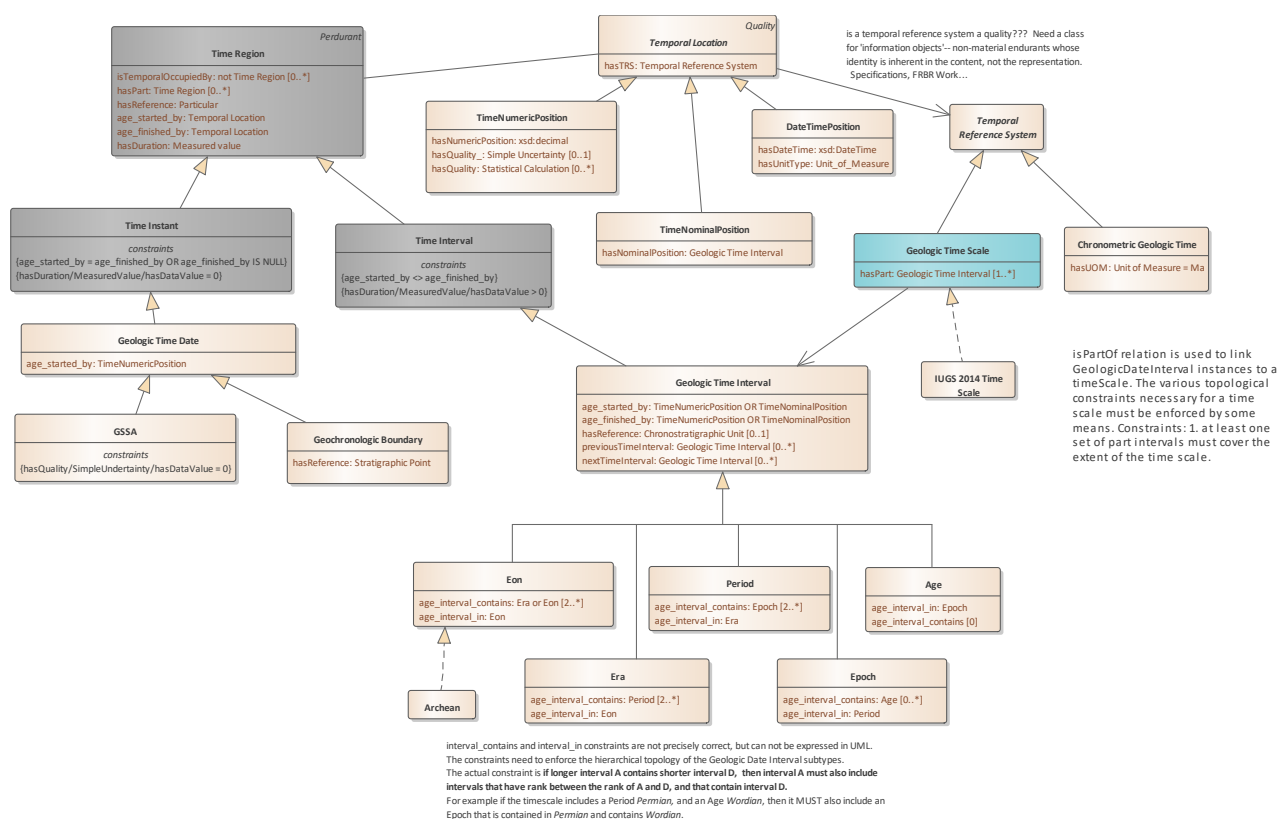 Perdurant
Time Region
isTemporalOccupiedBy: not Time Region [0..*]
hasPart: Time Region [0..*]
hasReference: Particular
age_started_by: Temporal Location
age_finished_by: Temporal Location
hasDuration: Measured value
Quality
Temporal Location
hasTRS: Temporal Reference System
is a temporal reference system a quality??? Need a class
for 'information objects'-- non-material endurants whose
identity is inherent in the content, not the representation.
Specifications, FRBR Work...
TimeNumericPosition
hasNumericPosition: xsd:decimal
hasQuality_: Simple Uncertainty [0..1]
hasQuality: Statistical Calculation [0..*]
DateTimePosition
hasDateTime: xsd:DateTime
hasUnitType: Unit_of_Measure
Temporal
Reference System
Time Instant
constraints
{age_started_by = age_finished_by OR age_finished_by IS NULL}
{hasDuration/MeasuredValue/hasDataValue = 0}
Time Interval
constraints
{age_started_by <> age_finished_by}
{hasDuration/MeasuredValue/hasDataValue > 0}
TimeNominalPosition
hasNominalPosition: Geologic Time Interval
Geologic Time Scale
hasPart: Geologic Time Interval [1..*]
Chronometric Geologic Time
hasUOM: Unit of Measure = Ma
Geologic Time Date
age_started_by: TimeNumericPosition
IUGS 2014 Time
Scale
isPartOf relation is used to link
GeologicDateInterval instances to a
timeScale. The various topological
constraints necessary for a time
scale must be enforced by some
means. Constraints: 1. at least one
set of part intervals must cover the
extent of the time scale.
GSSA
constraints
{hasQuality/SimpleUndertainty/hasDataValue = 0}
Geochronologic Boundary
hasReference: Stratigraphic Point
Geologic Time Interval
age_started_by: TimeNumericPosition OR TimeNominalPosition
age_finished_by: TimeNumericPosition OR TimeNominalPosition
hasReference: Chronostratigraphic Unit [0..1]
previousTimeInterval: Geologic Time Interval [0..*]
nextTimeInterval: Geologic Time Interval [0..*]
Eon
age_interval_contains: Era or Eon [2..*]
age_interval_in: Eon
Period
age_interval_contains: Epoch [2..*]
age_interval_in: Era
Age
age_interval_in: Epoch
age_interval_contains [0]
Archean
Era
age_interval_contains: Period [2..*]
age_interval_in: Eon
Epoch
age_interval_contains: Age [0..*]
age_interval_in: Period
interval_contains and interval_in constraints are not precisely correct, but can not be expressed in UML.
The constraints need to enforce the hierarchical topology of the Geologic Date Interval subtypes.
The actual constraint is if longer interval A contains shorter interval D, then interval A must also include
intervals that have rank between the rank of A and D, and that contain interval D.
For example if the timescale includes a Period Permian, and an Age Wordian, then it MUST also include an
Epoch that is contained in Permian and contains Wordian.